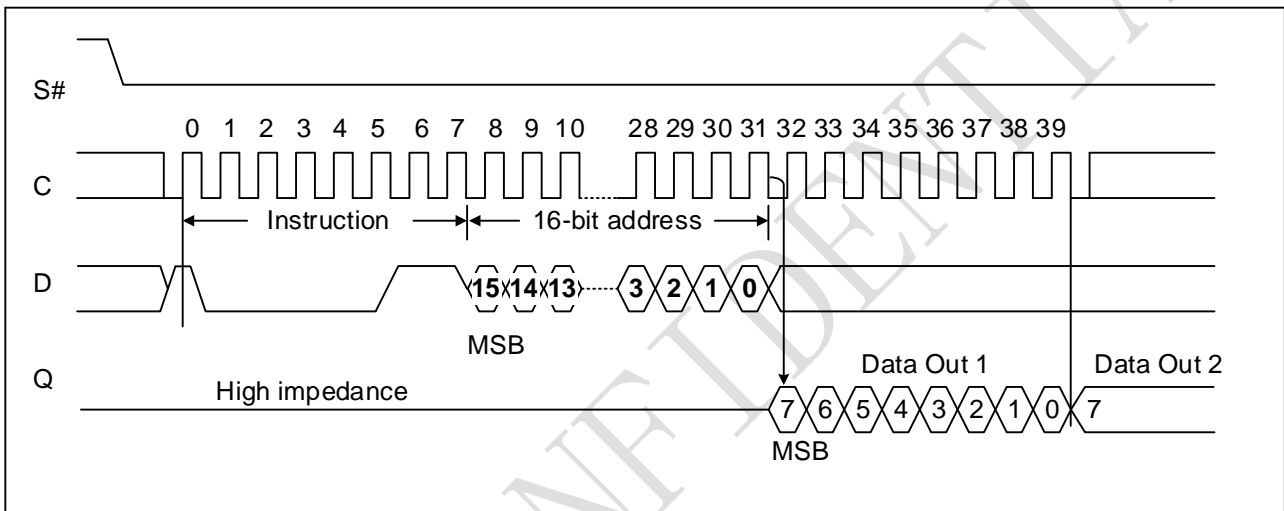 S#
0 1 2 3 4 5 6 7 8 9 10 28 29 30 31 32 33 34 35 36 37 38 39
C
Instruction 16-bit address
D
15 14 13 3 2 1 0
MSB
Q
Data Out 1 Data Out 2
High impedance
7 6 5 4 3 2 1 0 7
MSB
NFIDENTIA